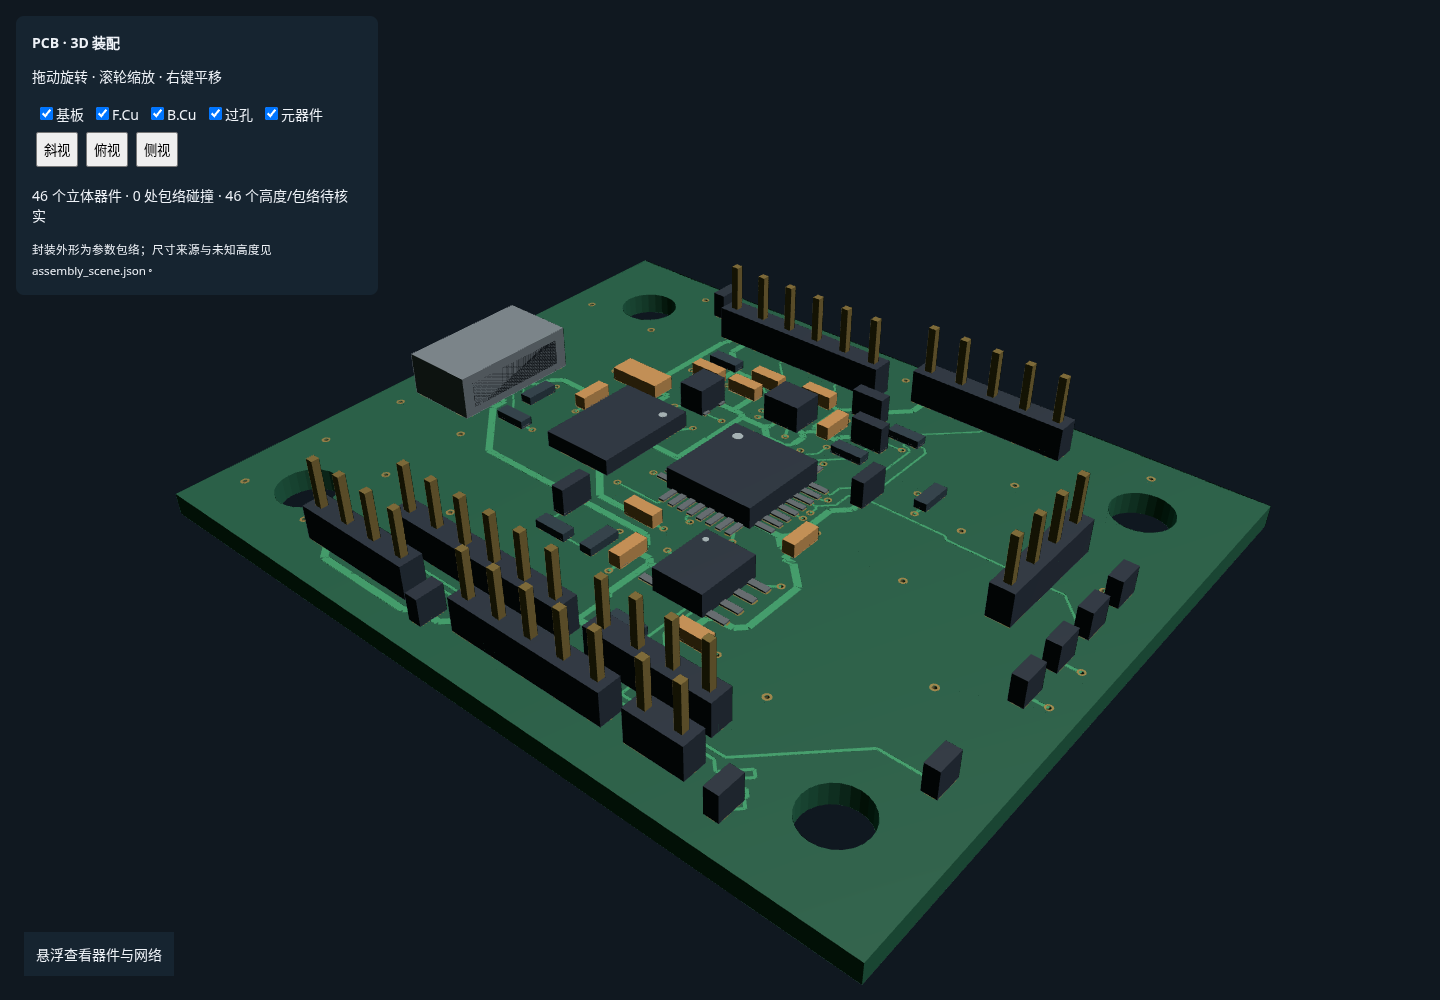 PCB · 3D 装配
拖动旋转 · 滚轮缩放 · 右键平移
基板 F.Cu B.Cu 过孔 元器件
斜视 俯视 侧视
46 个立体器件 · 0 处包络碰撞 · 46 个高度/包络待核
实
封装外形为参数包络；尺寸来源与未知高度见
assembly_scene.json。
悬浮查看器件与网络